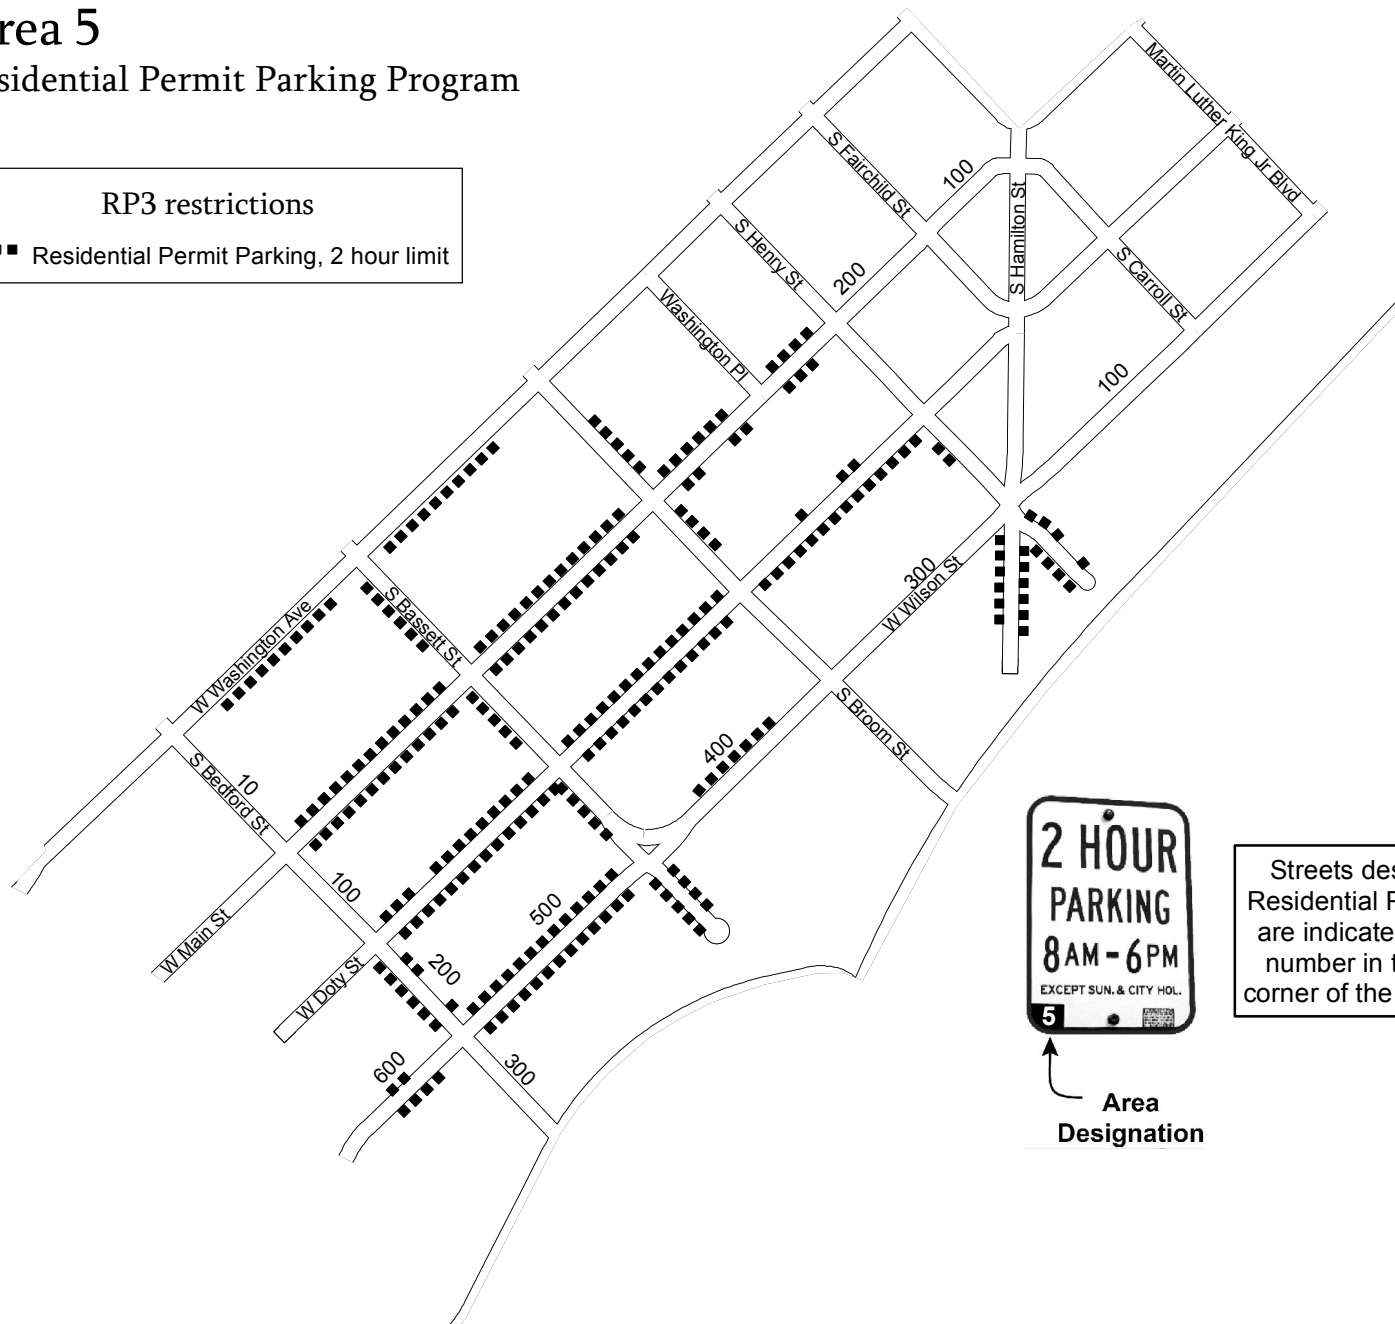 rea 5
sidential Permit Parking Program
RP3 restrictions
Residential Permit Parking, 2 hour limit
Martin Luther King Jr Blvd
S Fairchild St
100
S Hamilton St
S Henry St
200
S Carroll St
Washington Pl
100
S Bassett St
W Washington Ave
300
W Wilson St
S Broom St
400
S Bedford St
10
100
500
W Main St
200
W Doty St
600
300
2 HOUR
PARKING
8AM-6PM
EXCEPT SUN. & CITY HOL.
5
Area
Designation
Streets des
Residential P
are indicate
number in t
corner of the